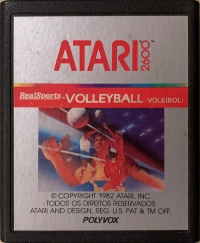 ATARI 2600
RealSports VOLLEYBALL (VOLEIBOL)
© COPYRIGHT 1982 ATARI, INC.
TODOS OS DIREITOS RESERVADOS
ATARI AND DESIGN, REG. U.S. PAT & TM OFF.
POLYVOX